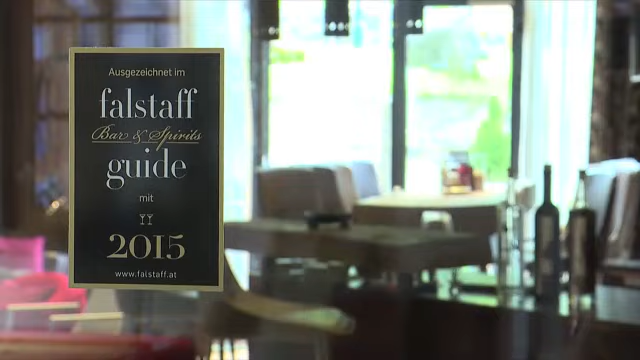 Ausgezeichnet im
falstaff
Bar & Spirits
guide
mit
2015
www.falstaff.at